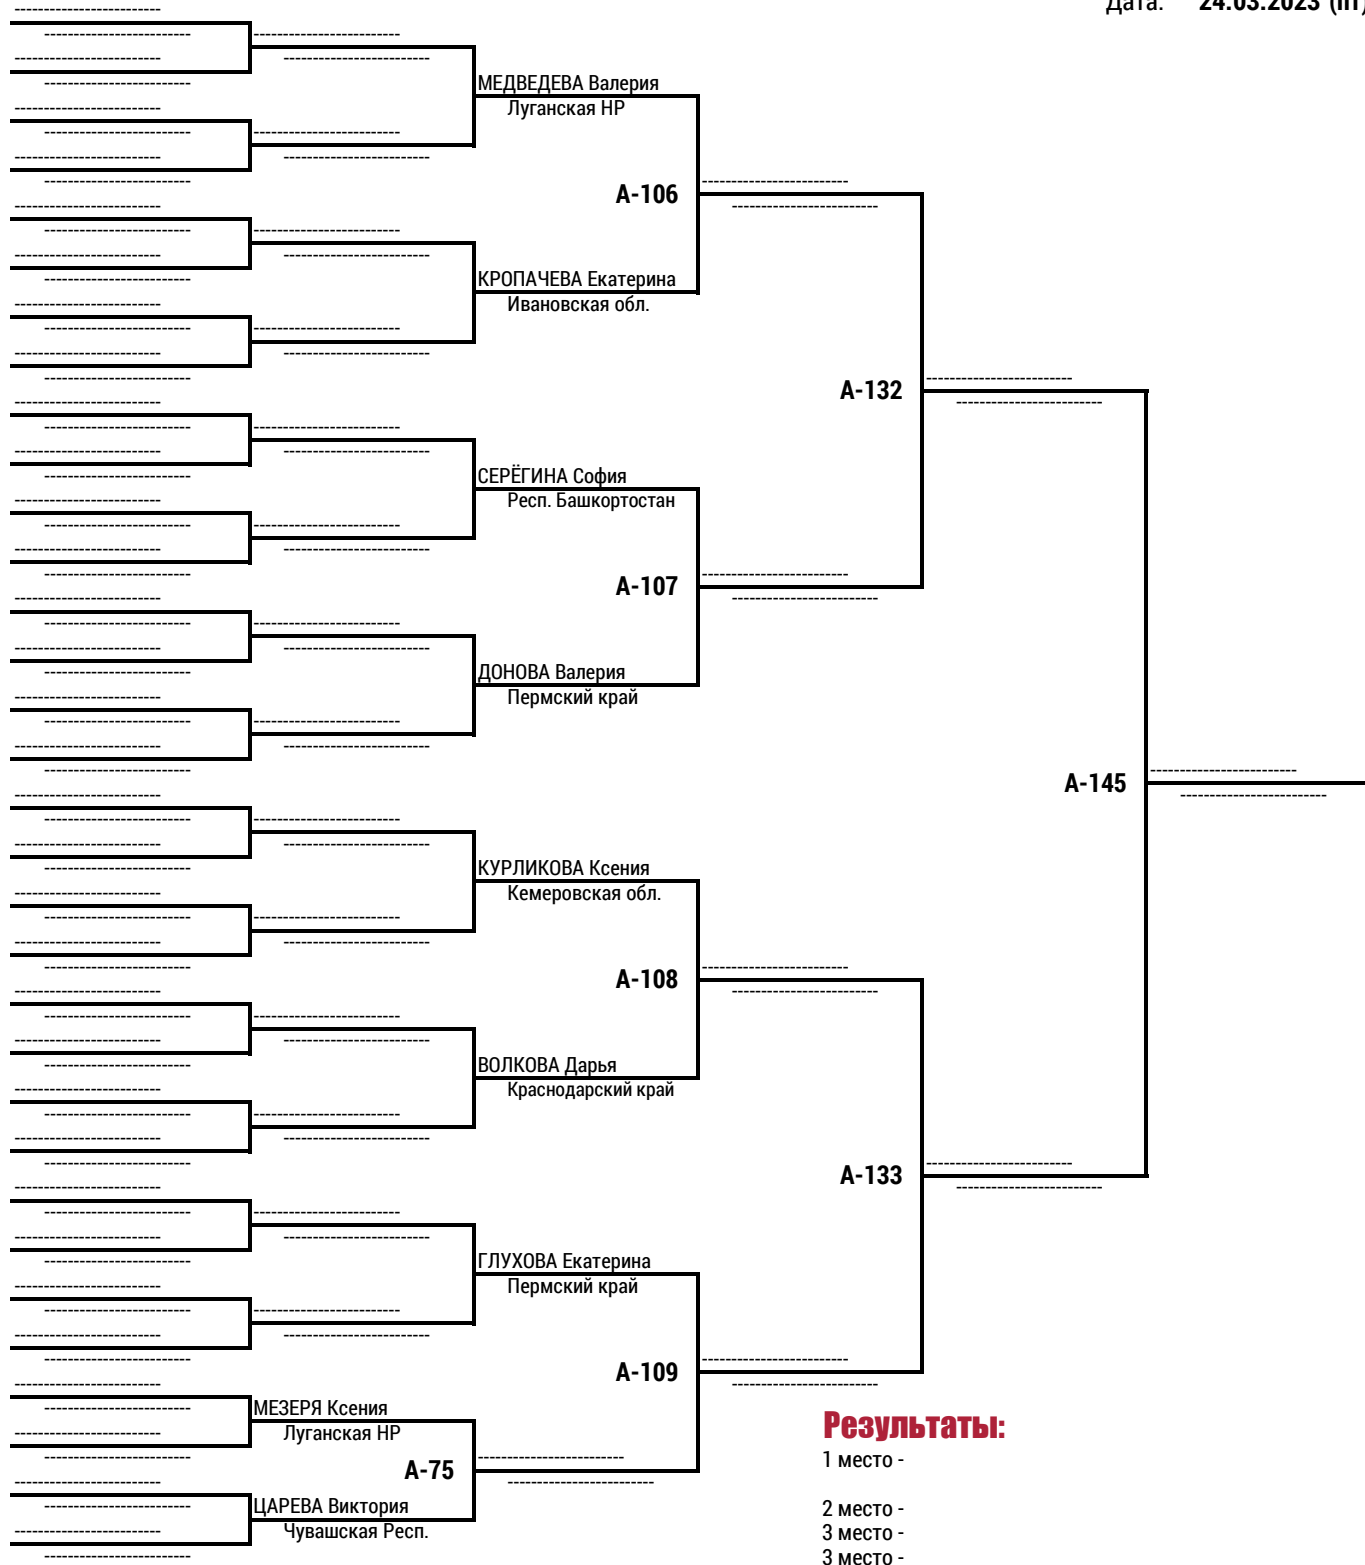 Дата: 24.03.2023 (пт)
МЕДВЕДЕВА Валерия
Луганская НР
А-106
КРОПАЧЕВА Екатерина
Ивановская обл.
А-132
СЕРЁГИНА София
Респ. Башкортостан
А-107
ДОНОВА Валерия
Пермский край
А-145
КУРЛИКОВА Ксения
Кемеровская обл.
А-108
ВОЛКОВА Дарья
Краснодарский край
А-133
ГЛУХОВА Екатерина
Пермский край
А-109
МЕЗЕРЯ Ксения
Луганская НР
А-75
ЦАРЕВА Виктория
Чувашская Респ.
Результаты:
1 место -
2 место -
3 место -
3 место -